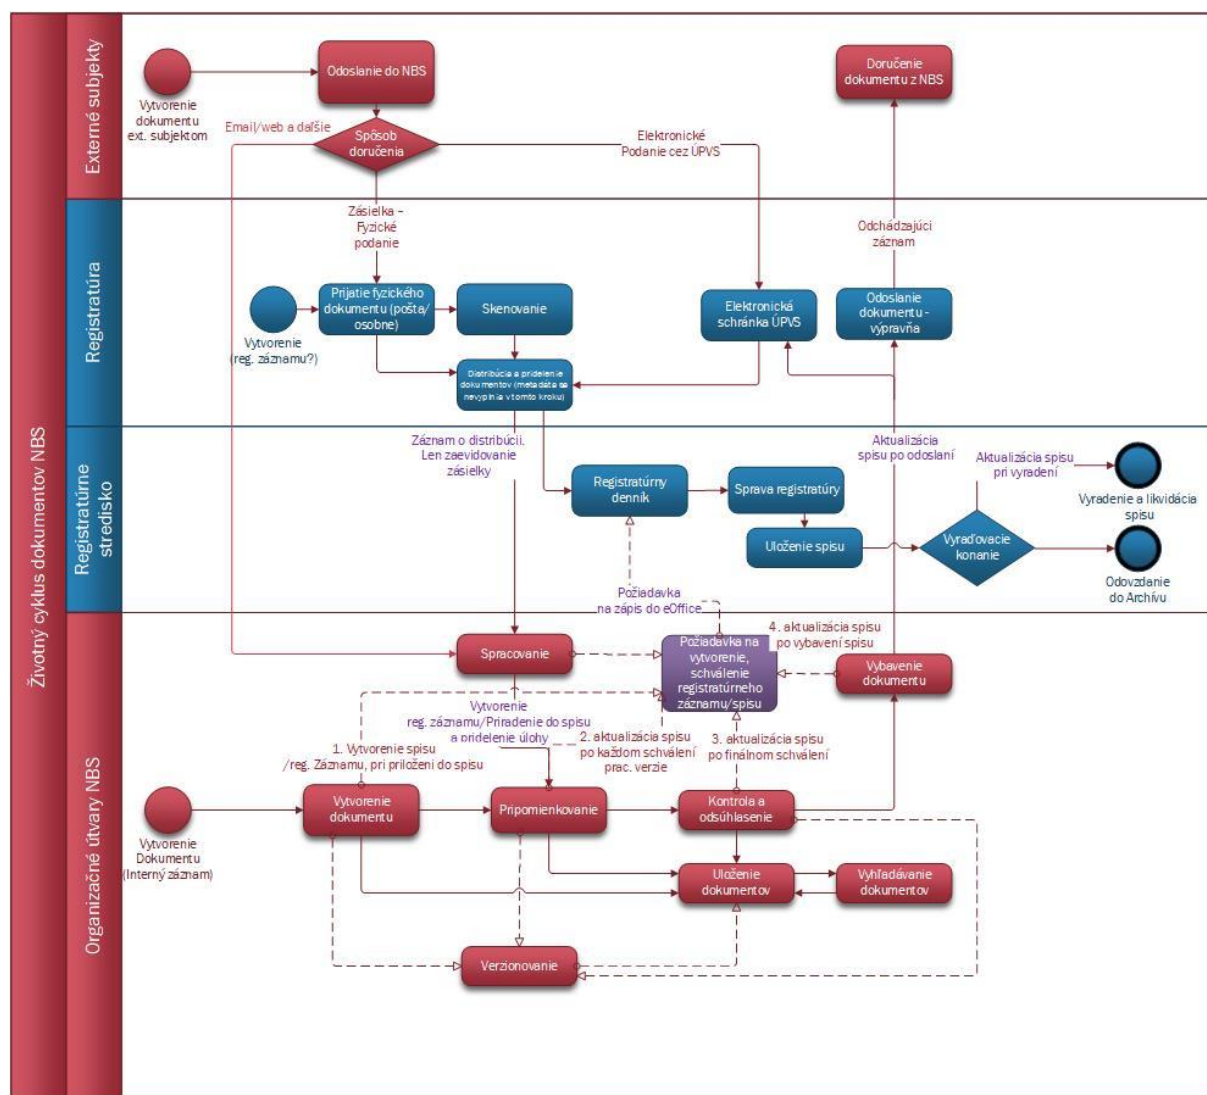 Životný cyklus dokumentov NBS
Externé subjekty
Vytvorenie
dokumentu
ext. subjektom
Odoslanie do NBS
Email/web a daľšie
Spôsob
doručenia
Elektronické
Podanie cez ÚPVS
Doručenie
dokumentu z NBS
Registratúra
Zásielka –
Fyzické
podanie
Odchádzajúci
záznam
Vytvorenie
(reg. záznamu?)
Prijatie fyzického
dokumentu (pošta/
osobne)
Skenovanie
Elektronická
schránka ÚPVS
Odoslanie
dokumentu -
výpravňa
Distribúcia a pridelenie
dokumentov (metadáta sa
nevyplnia v tomto kroku)
Registratúrne
stredisko
Záznam o distribúcii.
Len zaevidovanie
zásielky
Registratúrny
denník
Sprava registratúry
Uloženie spisu
Aktualizácia
spisu po odoslaní
Aktualizácia spisu
pri vyradení
Vyraďovacie
konanie
Vyradenie a likvidácia
spisu
Odovzdanie
do Archívu
Požiadavka
na zápis do eOffice
Organizačné útvary NBS
Spracovanie
Požiadavka na
vytvorenie,
schválenie
registratúrneho
záznamu/spisu
4. aktualizácia spisu
po vybavení spisu
Vybavenie
dokumentu
Vytvorenie
reg. záznamu/Priradenie do spisu
a pridelenie úlohy
1. Vytvorenie spisu
/reg. Záznamu, pri priložení do spisu
2. aktualizácia spisu
po každom schválení
prac. verzie
3. aktualizácia spisu
po finálnom schválení
Vytvorenie
Dokumentu
(Interný záznam)
Vytvorenie
dokumentu
Pripomienkovanie
Kontrola a
odsúhlasenie
Uloženie
dokumentov
Vyhľadávanie
dokumentov
Verzionovanie